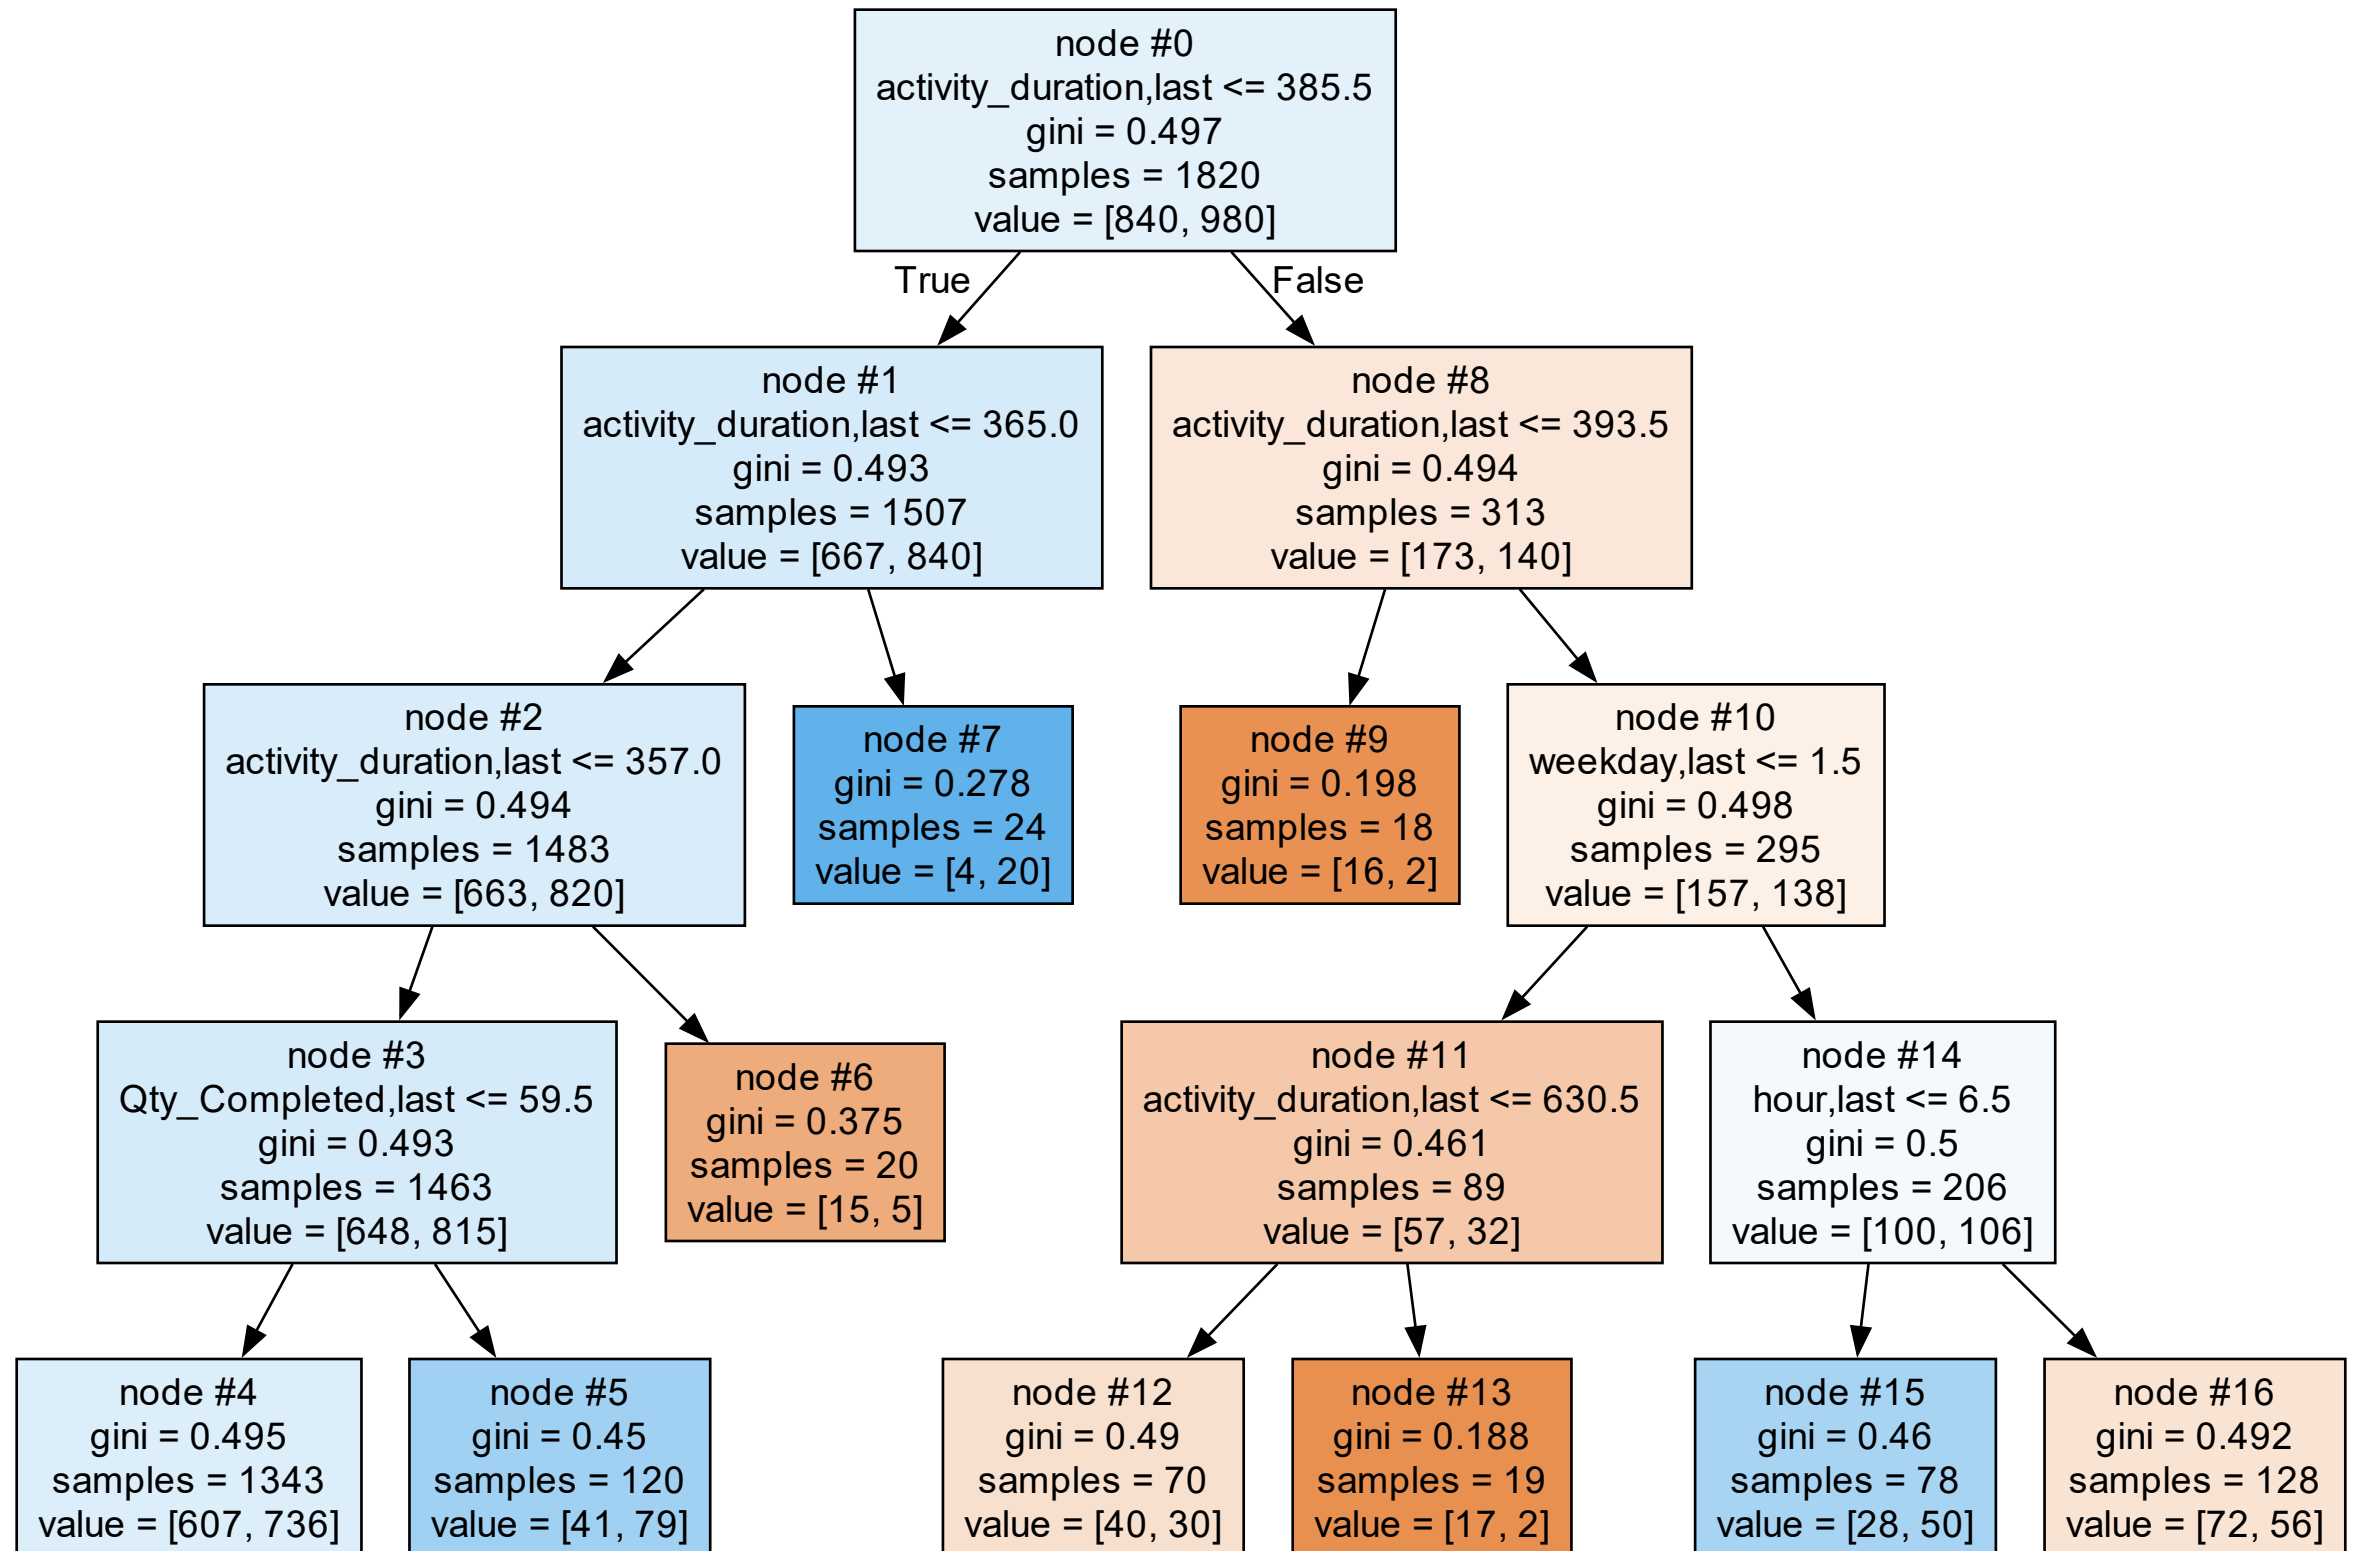 node #0
activity_duration,last <= 385.5
gini = 0.497
samples = 1820
value = [840, 980]
True
False
node #1
activity_duration,last <= 365.0
gini = 0.493
samples = 1507
value = [667, 840]
node #8
activity_duration,last <= 393.5
gini = 0.494
samples = 313
value = [173, 140]
node #2
activity_duration,last <= 357.0
gini = 0.494
samples = 1483
value = [663, 820]
node #7
gini = 0.278
samples = 24
value = [4, 20]
node #9
gini = 0.198
samples = 18
value = [16, 2]
node #10
weekday,last <= 1.5
gini = 0.498
samples = 295
value = [157, 138]
node #3
Qty_Completed,last <= 59.5
gini = 0.493
samples = 1463
value = [648, 815]
node #6
gini = 0.375
samples = 20
value = [15, 5]
node #11
activity_duration,last <= 630.5
gini = 0.461
samples = 89
value = [57, 32]
node #14
hour,last <= 6.5
gini = 0.5
samples = 206
value = [100, 106]
node #4
gini = 0.495
samples = 1343
value = [607, 736]
node #5
gini = 0.45
samples = 120
value = [41, 79]
node #12
gini = 0.49
samples = 70
value = [40, 30]
node #13
gini = 0.188
samples = 19
value = [17, 2]
node #15
gini = 0.46
samples = 78
value = [28, 50]
node #16
gini = 0.492
samples = 128
value = [72, 56]